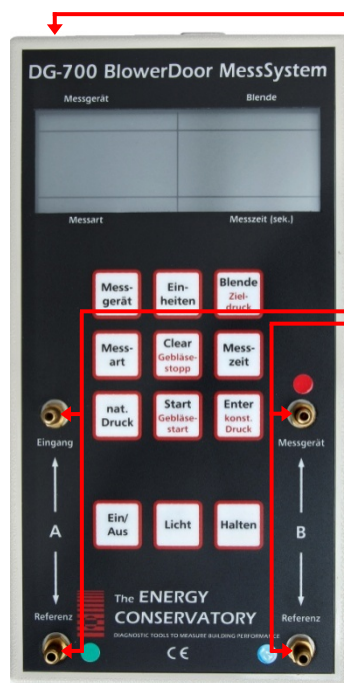 DG-700 BlowerDoor MessSystem
Messgerät Blende
Messart Messzeit (sek.)
Mess-
gerät
Ein-
heiten
Blende
Ziel-
druck
Mess-
art
Clear
Gebläse-
stopp
Mess-
zeit
nat.
Druck
Start
Gebläse-
start
Enter
konst.
Druck
Eingang Messgerät
A B
Ein/
Aus
Licht
Halten
Referenz Referenz
The ENERGY
CONSERVATORY
DIAGNOSTIC TOOLS TO MEASURE BUILDING PERFORMANCE
CE